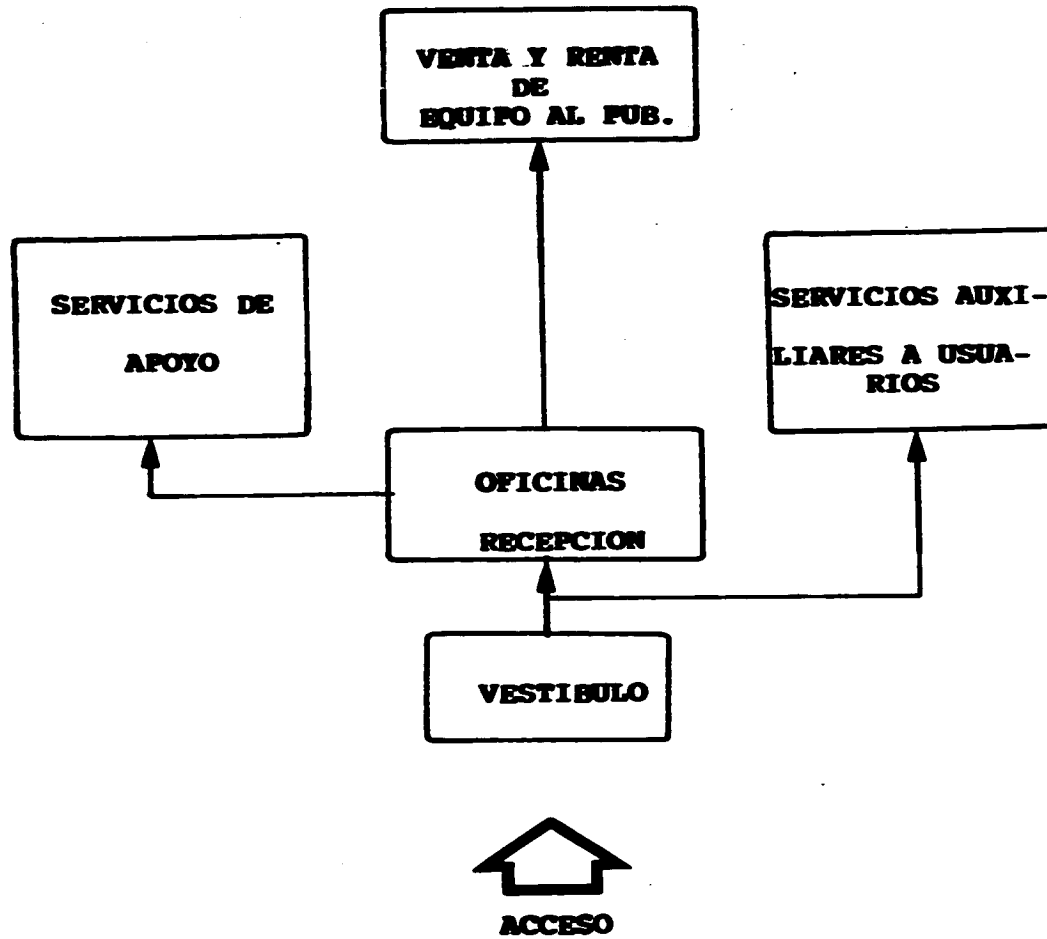 VENTA Y RENTA
DE
EQUIPO AL PUB.
SERVICIOS DE
APOYO
SERVICIOS AUXI-
LIARES A USUA-
RIOS
OFICINAS
RECEPCION
VESTIBULO
ACCESO